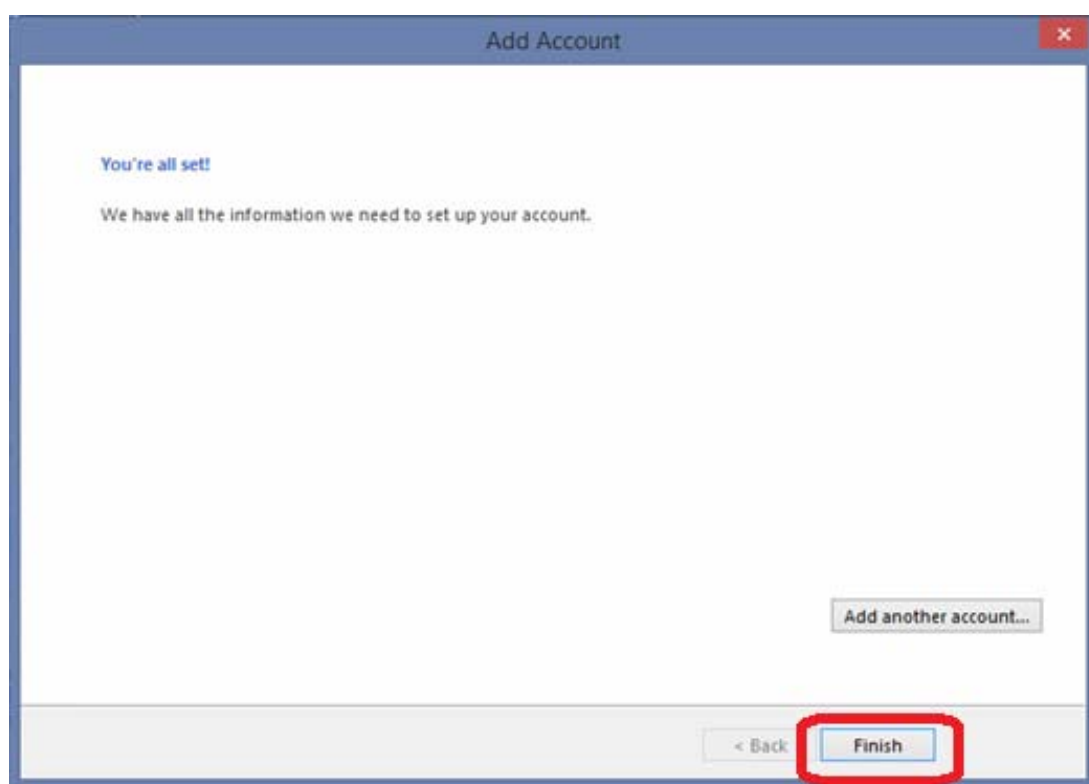 Add Account
You're all set!
We have all the information we need to set up your account.
Add another account...
< Back
Finish